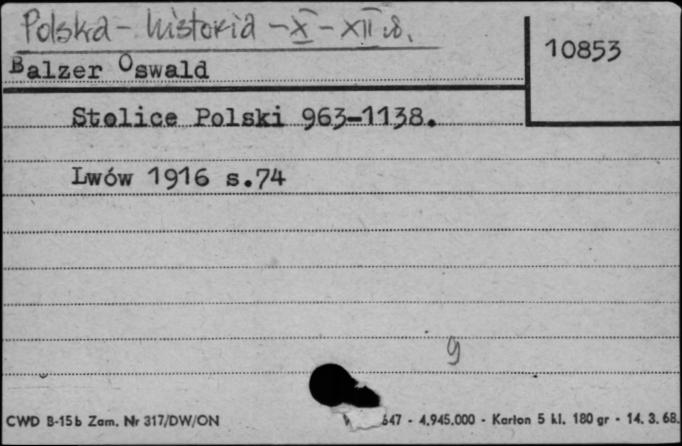 Polska - historia - X - XII w.
10853
Balzer Oswald
Stolice Polski 963-1138.
Lwów 1916 s.74
9
CWD B-15b Zam. Nr 317/DW/ON 647 - 4.945.000 - Karton 5 kl. 180 gr - 14. 3. 68.